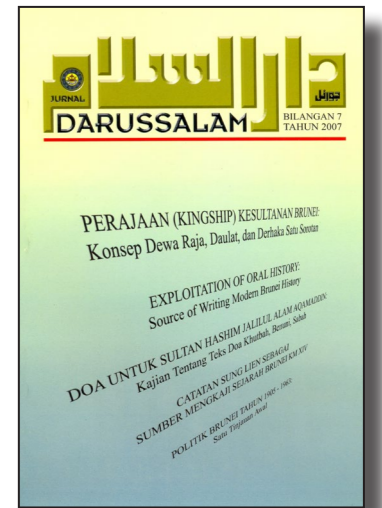 دارالسلام
JURNAL
جورنل
DARUSSALAM
BILANGAN 7
TAHUN 2007
PERAJAAN (KINGSHIP) KESULTANAN BRUNEI:
Konsep Dewa Raja, Daulat, dan Derhaka Satu Sorotan
EXPLOITATION OF ORAL HISTORY:
Source of Writing Modern Brunei History
DOA UNTUK SULTAN HASHIM JALILUL ALAM AQAMADDIN:
Kajian Tentang Teks Doa Khutbah, Benuni, Sabah
CATATAN SUNG LIEN SEBAGAI
SUMBER MENGKAJI SEJARAH BRUNEI KM XIV
POLITIK BRUNEI TAHUN 1905 - 1963:
Satu Tinjauan Awal